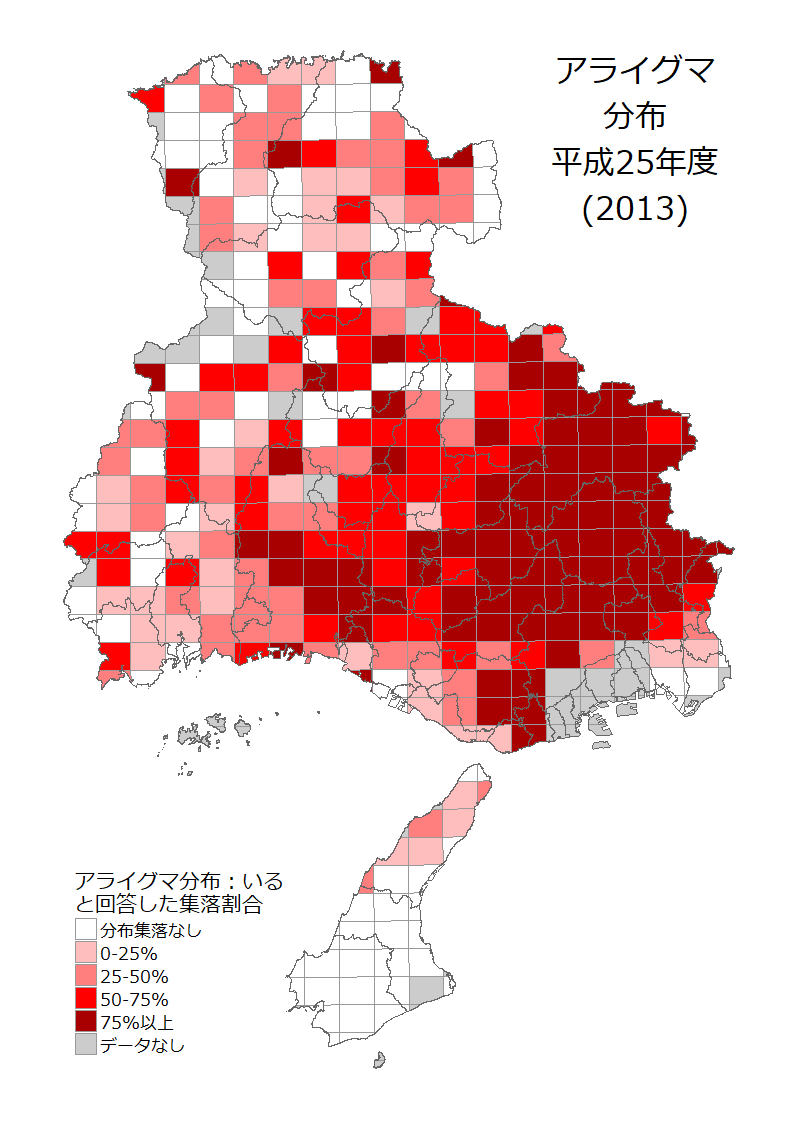 アライグマ
分布
平成25年度
(2013)
アライグマ分布：いる
と回答した集落割合
分布集落なし
0-25%
25-50%
50-75%
75%以上
データなし